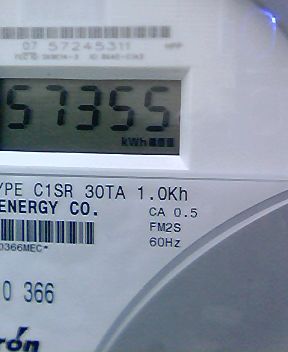 07 57245311
57355
kWh
YPE C1SR 30TA 1.0Kh
ENERGY CO.
CA 0.5
FM2S
60Hz
0366MEC*
0 366
rón